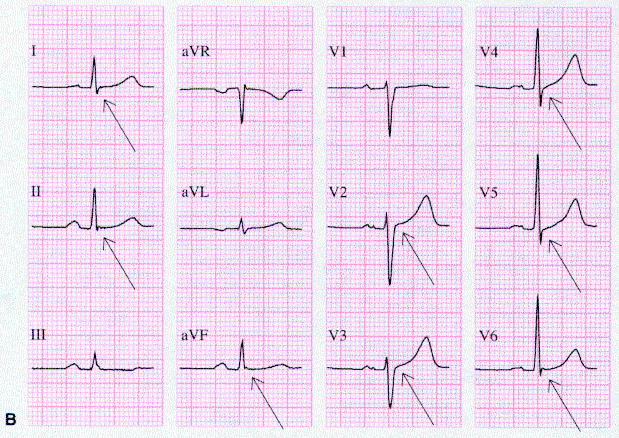 I aVR V1 V4
II aVL V2 V5
III aVF V3 V6
B